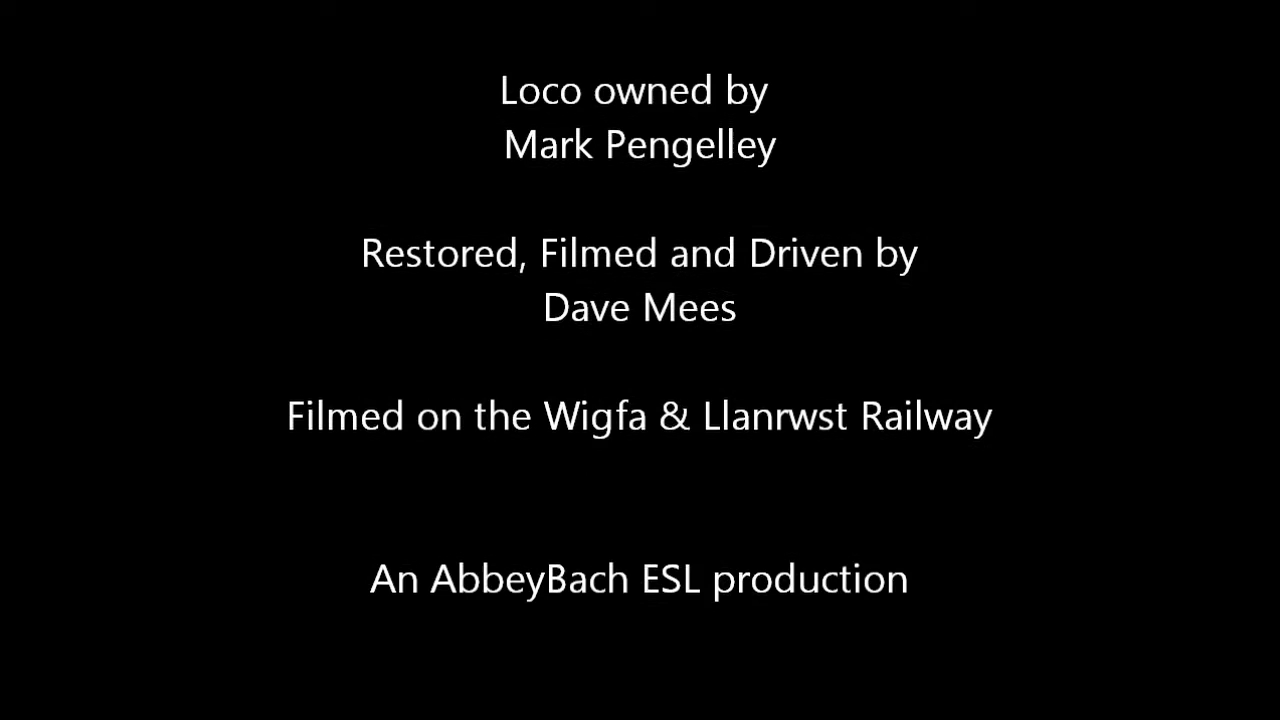 Loco owned by
Mark Pengelley
Restored, Filmed and Driven by
Dave Mees
Filmed on the Wigfa & Llanrwst Railway
An AbbeyBach ESL production